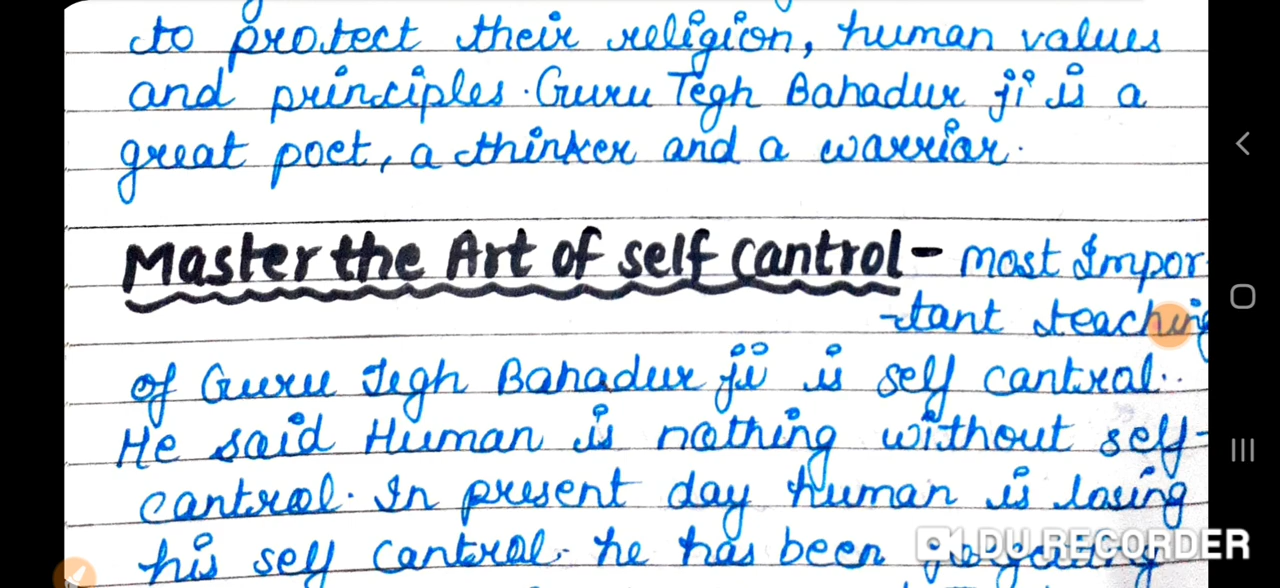 to protect their religion, human values
and principles. Guru Tegh Bahadur ji is a
great poet, a thinker and a warrior.
Master the Art of self control - most Impor-
-tant teaching
of Guru Tegh Bahadur ji is self control.
He said Human is nothing without self-
control. In present day human is losing
his self control. he has been
DU RECORDER